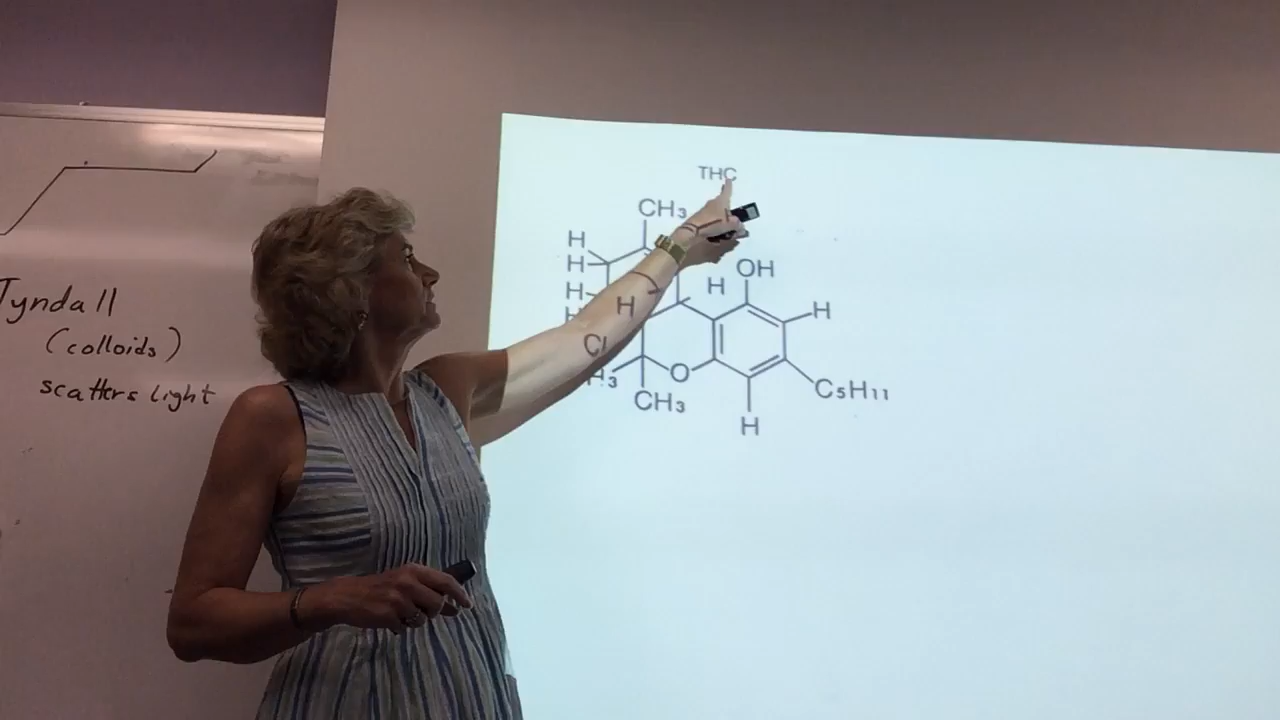 Tyndall
(colloids)
scatters light
THC
CH3
H
H
OH
H
H
H
H
H
CH3
O
C5H11
CH3
H